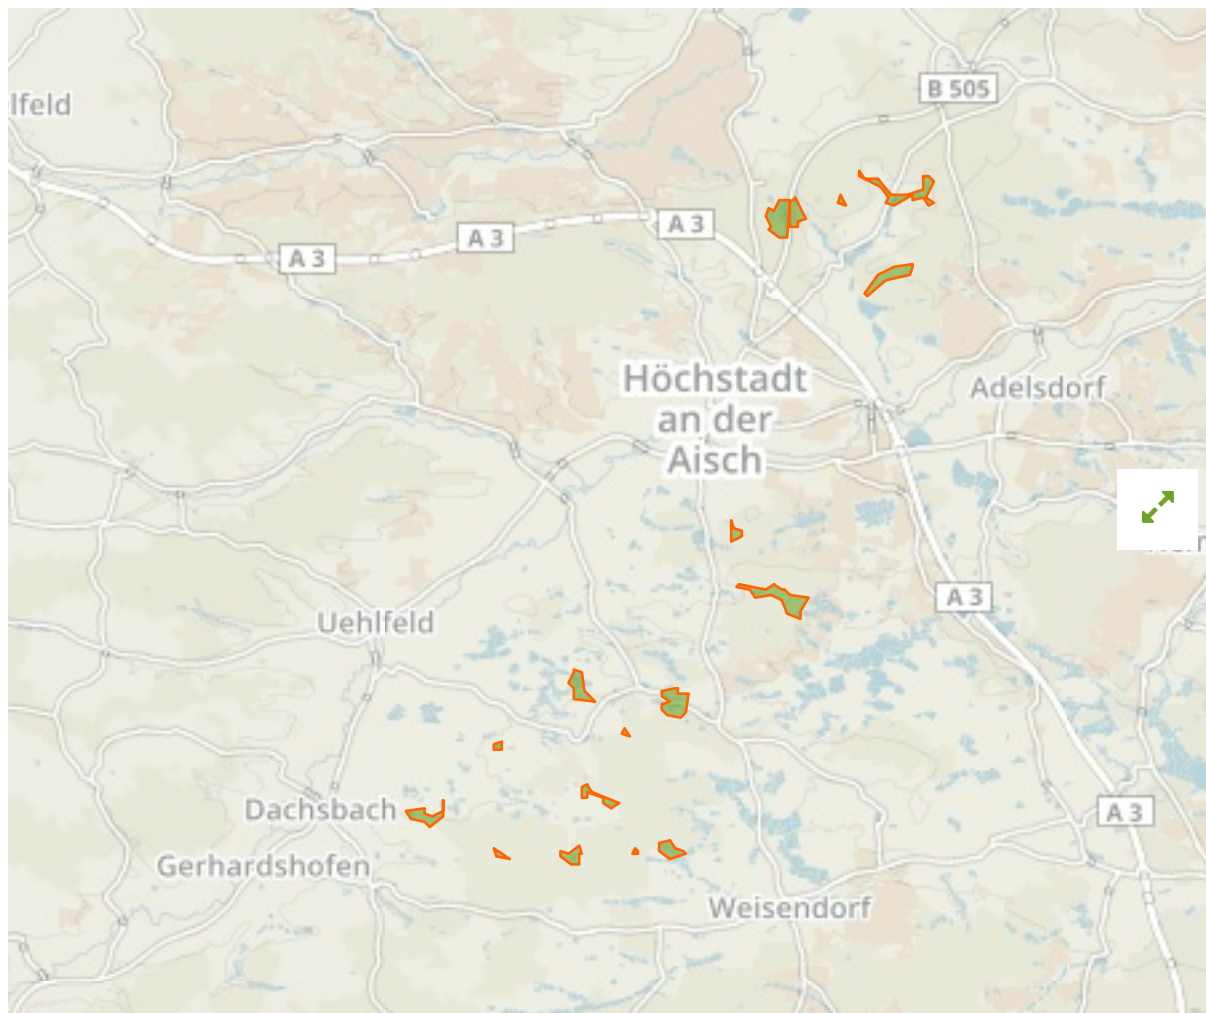 B 505
lfeld
A 3
A 3
A 3
Höchstadt
an der
Aisch
Adelsdorf
A 3
Uehlfeld
Dachsbach
A 3
Gerhardshofen
Weisendorf